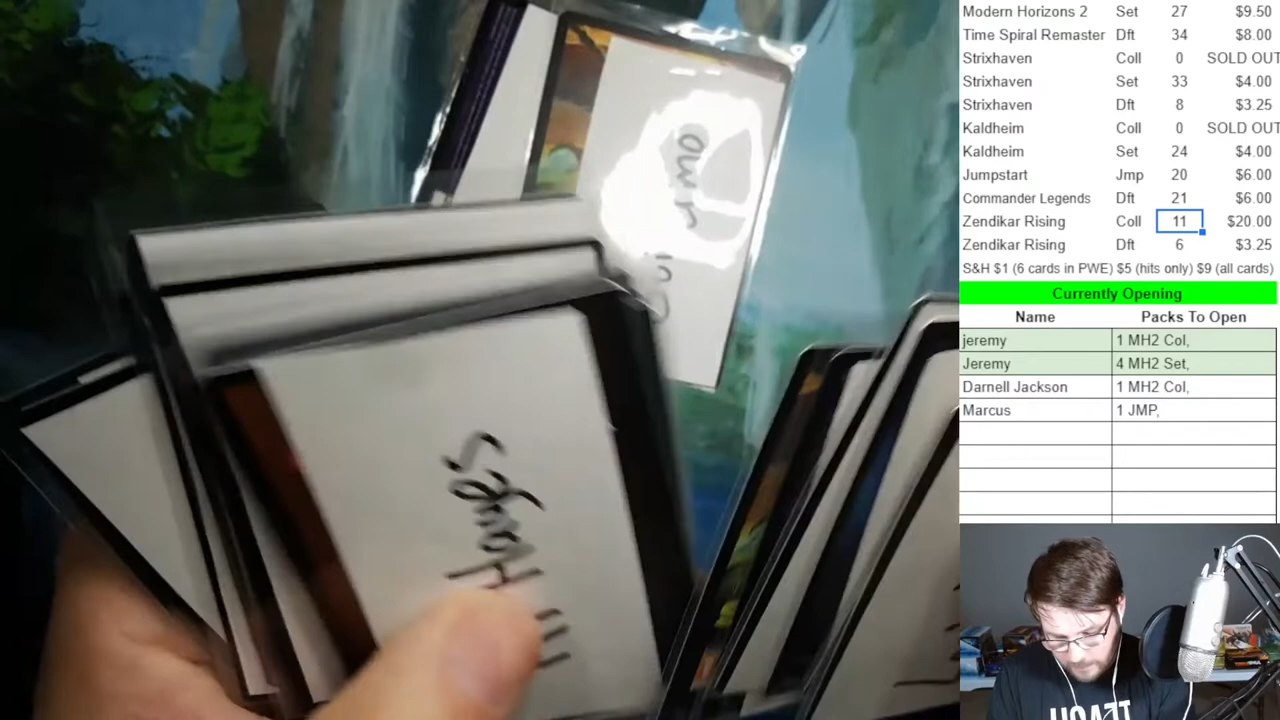 Modern Horizons 2 Set 27 $9.50
Time Spiral Remaster Dft 34 $8.00
Strixhaven Coll 0 SOLD OUT
Strixhaven Set 33 $4.00
Strixhaven Dft 8 $3.25
Kaldheim Coll 0 SOLD OUT
Kaldheim Set 24 $4.00
Jumpstart Jmp 20 $6.00
Commander Legends Dft 21 $6.00
Zendikar Rising Coll 11 $20.00
Zendikar Rising Dft 6 $3.25
S&H $1 (6 cards in PWE) $5 (hits only) $9 (all cards)
Currently Opening
Name Packs To Open
jeremy 1 MH2 Col,
Jeremy 4 MH2 Set,
Darnell Jackson 1 MH2 Col,
Marcus 1 JMP,